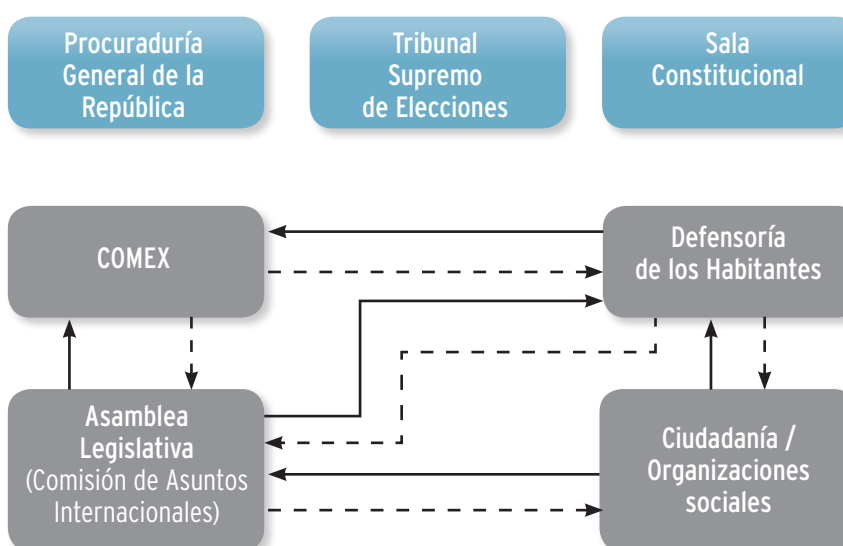 Procuraduría
General de la
República
Tribunal
Supremo
de Elecciones
Sala
Constitucional
COMEX
Defensoría
de los Habitantes
Asamblea
Legislativa
(Comisión de Asuntos
Internacionales)
Ciudadanía /
Organizaciones
sociales